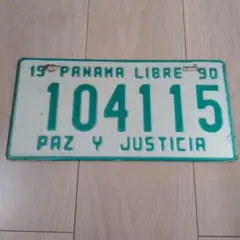 19 PANAMA LIBRE 90
104115
PAZ Y JUSTICIA